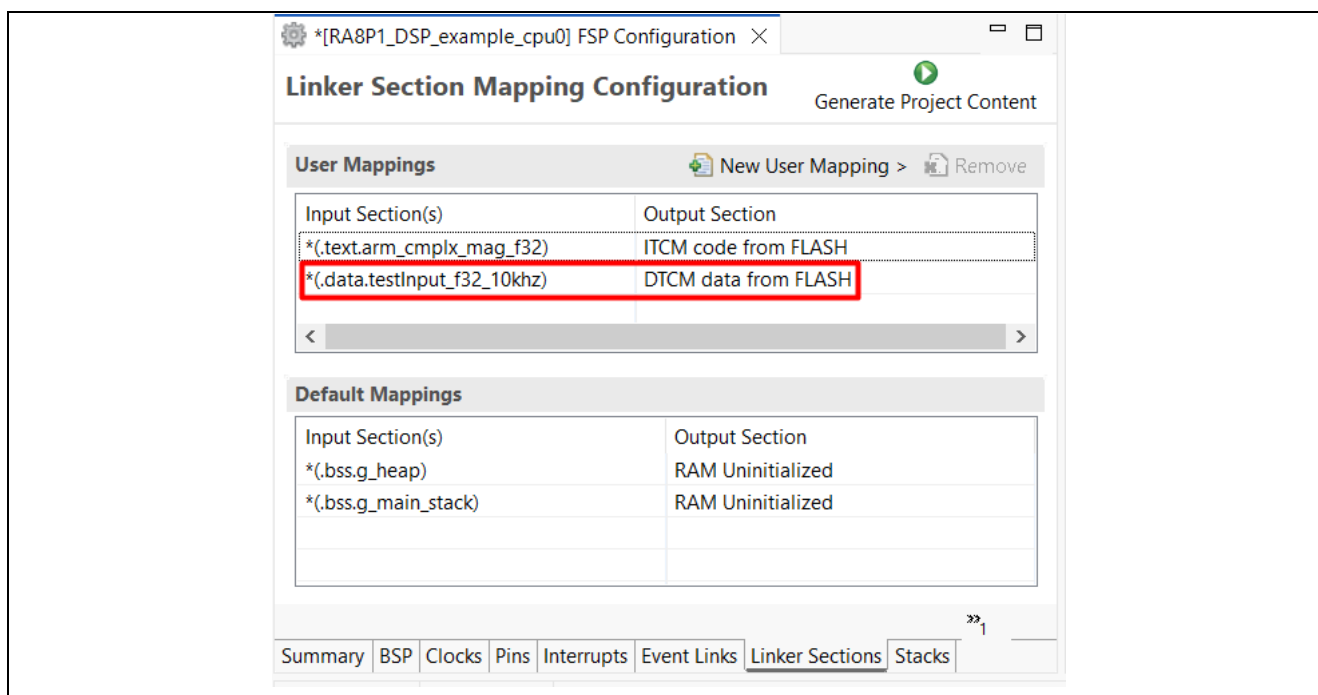 *[RA8P1_DSP_example_cpu0] FSP Configuration
Linker Section Mapping Configuration
Generate Project Content
User Mappings New User Mapping > Remove
Input Section(s) Output Section
*(.text.arm_cmplx_mag_f32) ITCM code from FLASH
*(.data.testInput_f32_10khz) DTCM data from FLASH
Default Mappings
Input Section(s) Output Section
*(.bss.g_heap) RAM Uninitialized
*(.bss.g_main_stack) RAM Uninitialized
»1
Summary BSP Clocks Pins Interrupts Event Links Linker Sections Stacks